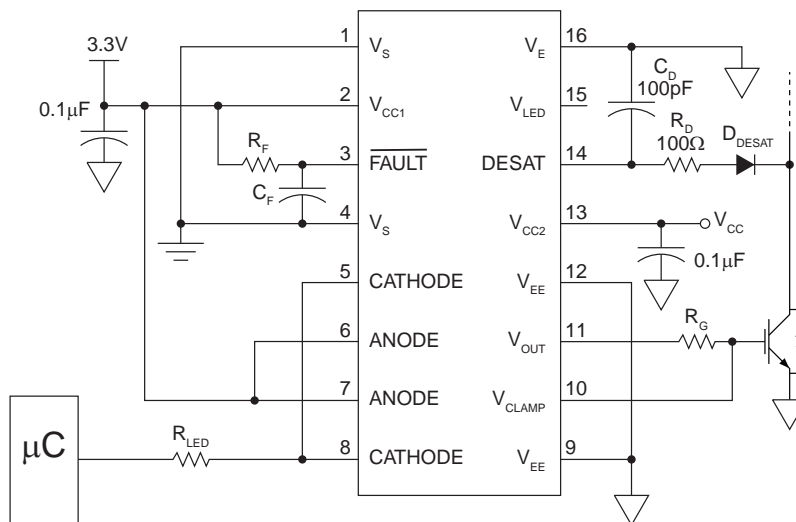 3.3V
0.1μF
R_F
C_F
1 V_S V_E 16
2 V_CC1 V_LED 15
3 F̅A̅U̅L̅T̅ DESAT 14
4 V_S V_CC2 13
5 CATHODE V_EE 12
6 ANODE V_OUT 11
7 ANODE V_CLAMP 10
8 CATHODE V_EE 9
C_D
100pF
R_D
100Ω
D_DESAT
V_CC
0.1μF
R_G
μC
R_LED